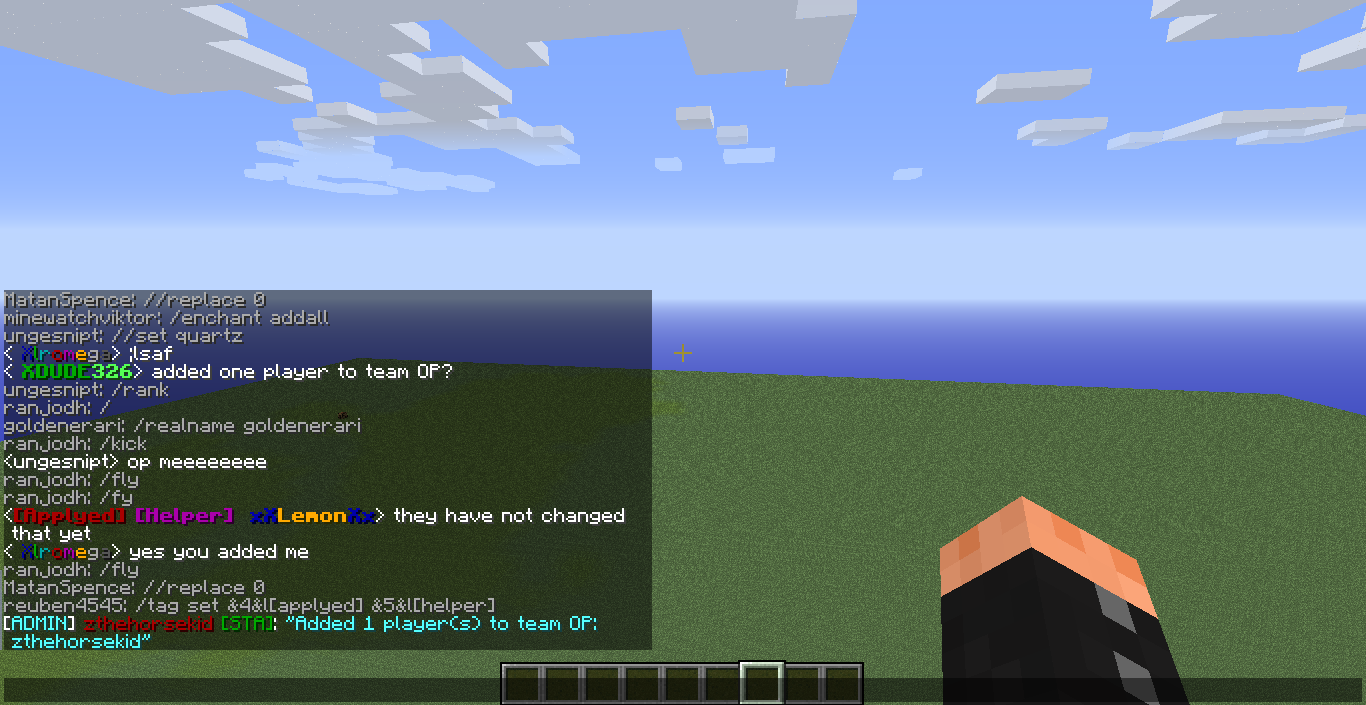 MatanSpence: //replace 0
minewatchviktor: /enchant addall
ungesnipt: //set quartz
< Xlromega> ;lsaf
< XDUDE326> added one player to team OP?
ungesnipt: /rank
ranjodh: /
goldenerari: /realname goldenerari
ranjodh: /kick
<ungesnipt> op meeeeeeee
ranjodh: /fly
ranjodh: /fy
<[Applyed] [Helper] xXLemonXx> they have not changed
that yet
< Xlromega> yes you added me
ranjodh: /fly
MatanSpence: //replace 0
reuben4545: /tag set &4&l[applyed] &5&l[helper]
[ADMIN] zthehorsekid [STA]: "Added 1 player(s) to team OP:
zthehorsekid"